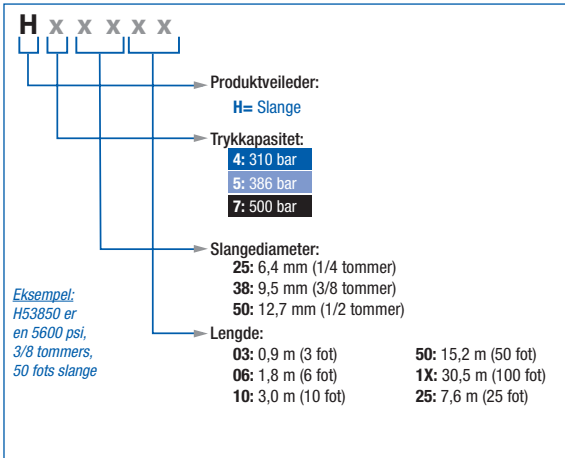 H x x x x x
Produktveileder:
H= Slange
Trykkapasitet:
4: 310 bar
5: 386 bar
7: 500 bar
Slangediameter:
25: 6,4 mm (1/4 tommer)
38: 9,5 mm (3/8 tommer)
50: 12,7 mm (1/2 tommer)
Eksempel:
H53850 er
en 5600 psi,
3/8 tommers,
50 fots slange
Lengde:
03: 0,9 m (3 fot) 50: 15,2 m (50 fot)
06: 1,8 m (6 fot) 1X: 30,5 m (100 fot)
10: 3,0 m (10 fot) 25: 7,6 m (25 fot)